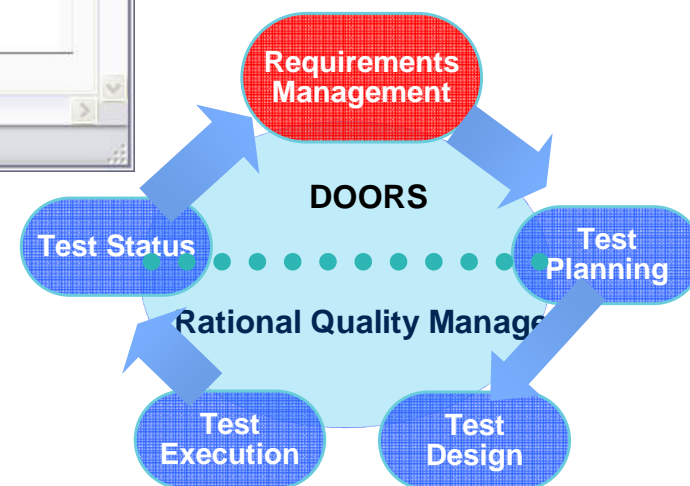 Requirements
Management
DOORS
Test Status
Test
Planning
Rational Quality Manage
Test
Execution
Test
Design